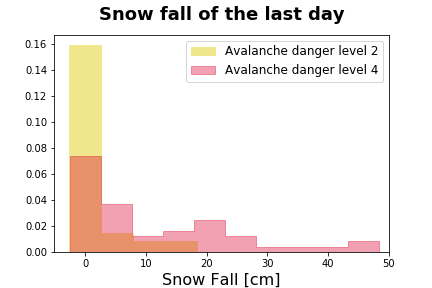 Snow fall of the last day
Avalanche danger level 2
Avalanche danger level 4
0.16
0.14
0.12
0.10
0.08
0.06
0.04
0.02
0.00
0 10 20 30 40 50
Snow Fall [cm]